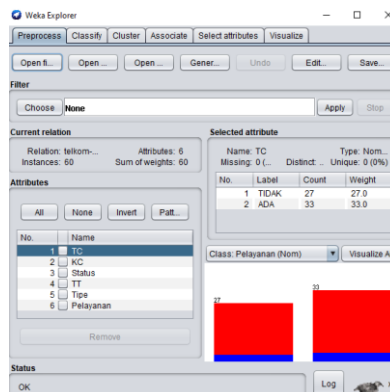 Weka Explorer
Preprocess Classify Cluster Associate Select attributes Visualize
Open fi... Open ... Open ... Gener... Undo Edit... Save...
Filter
Choose None Apply Stop
Current relation
Relation: telkom-... Attributes: 6
Instances: 60 Sum of weights: 60
Attributes
All None Invert Patt...
No. Name
1 TC
2 KC
3 Status
4 TT
5 Tipe
6 Pelayanan
Remove
Selected attribute
Name: TC Type: Nom...
Missing: 0 (... Distinct: .. Unique: 0 (0%)
No. Label Count Weight
1 TIDAK 27 27.0
2 ADA 33 33.0
Class: Pelayanan (Nom) Visualize A
27 33
Status
OK Log